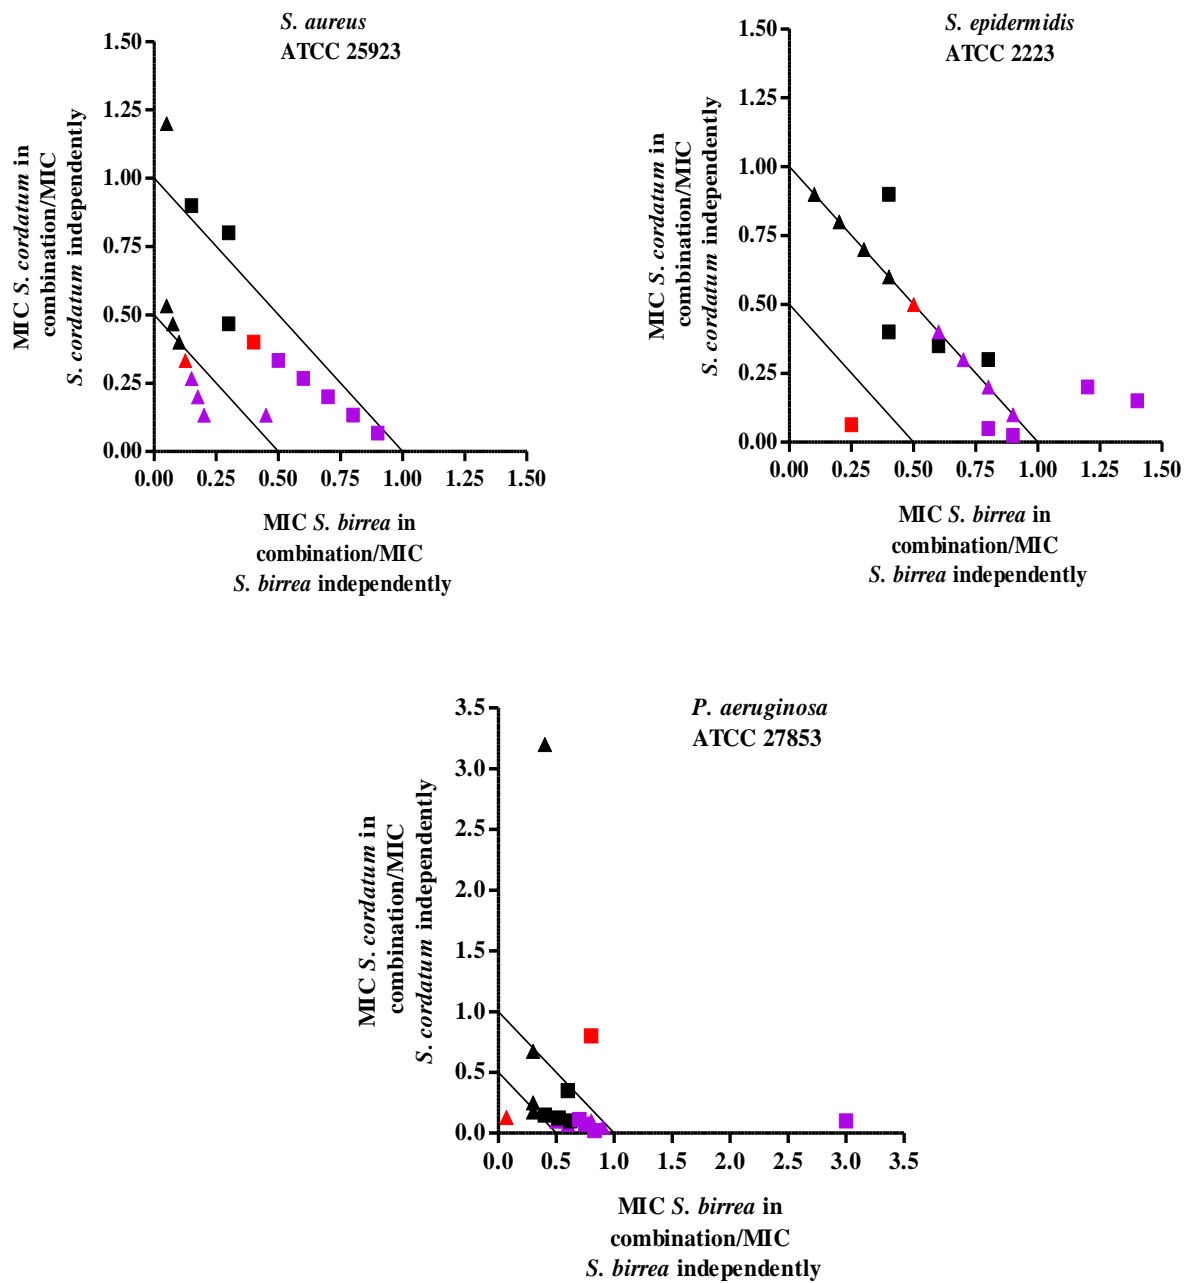 S. aureus
ATCC 25923
1.50
1.25
1.00
0.75
0.50
0.25
0.00
0.00 0.25 0.50 0.75 1.00 1.25 1.50
MIC S. cordatum in
combination/MIC
S. cordatum independently
MIC S. birrea in
combination/MIC
S. birrea independently
S. epidermidis
ATCC 2223
1.50
1.25
1.00
0.75
0.50
0.25
0.00
0.00 0.25 0.50 0.75 1.00 1.25 1.50
MIC S. cordatum in
combination/MIC
S. cordatum independently
MIC S. birrea in
combination/MIC
S. birrea independently
P. aeruginosa
ATCC 27853
3.5
3.0
2.5
2.0
1.5
1.0
0.5
0.0
0.0 0.5 1.0 1.5 2.0 2.5 3.0 3.5
MIC S. cordatum in
combination/MIC
S. cordatum independently
MIC S. birrea in
combination/MIC
S. birrea independently